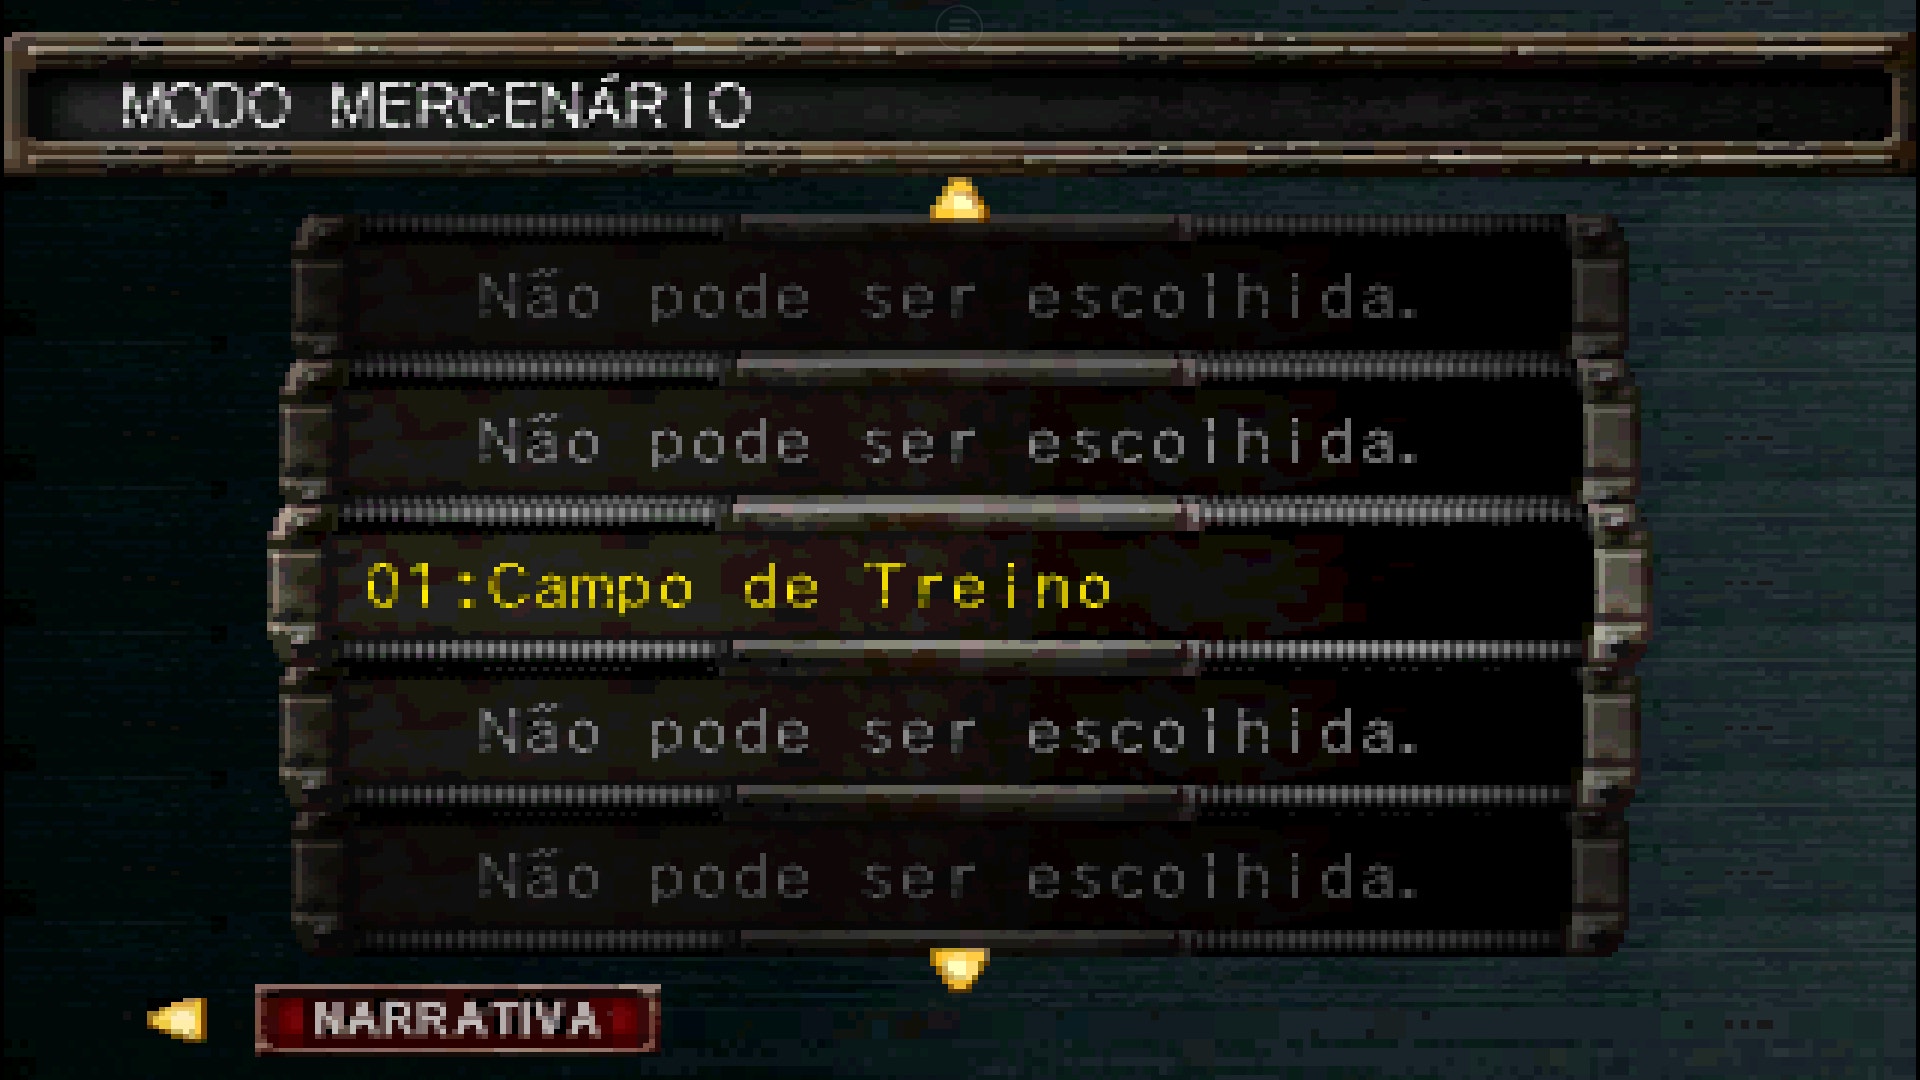 MODO MERCENÁRIO
Não pode ser escolhida.
Não pode ser escolhida.
01:Campo de Treino
Não pode ser escolhida.
Não pode ser escolhida.
NARRATIVA